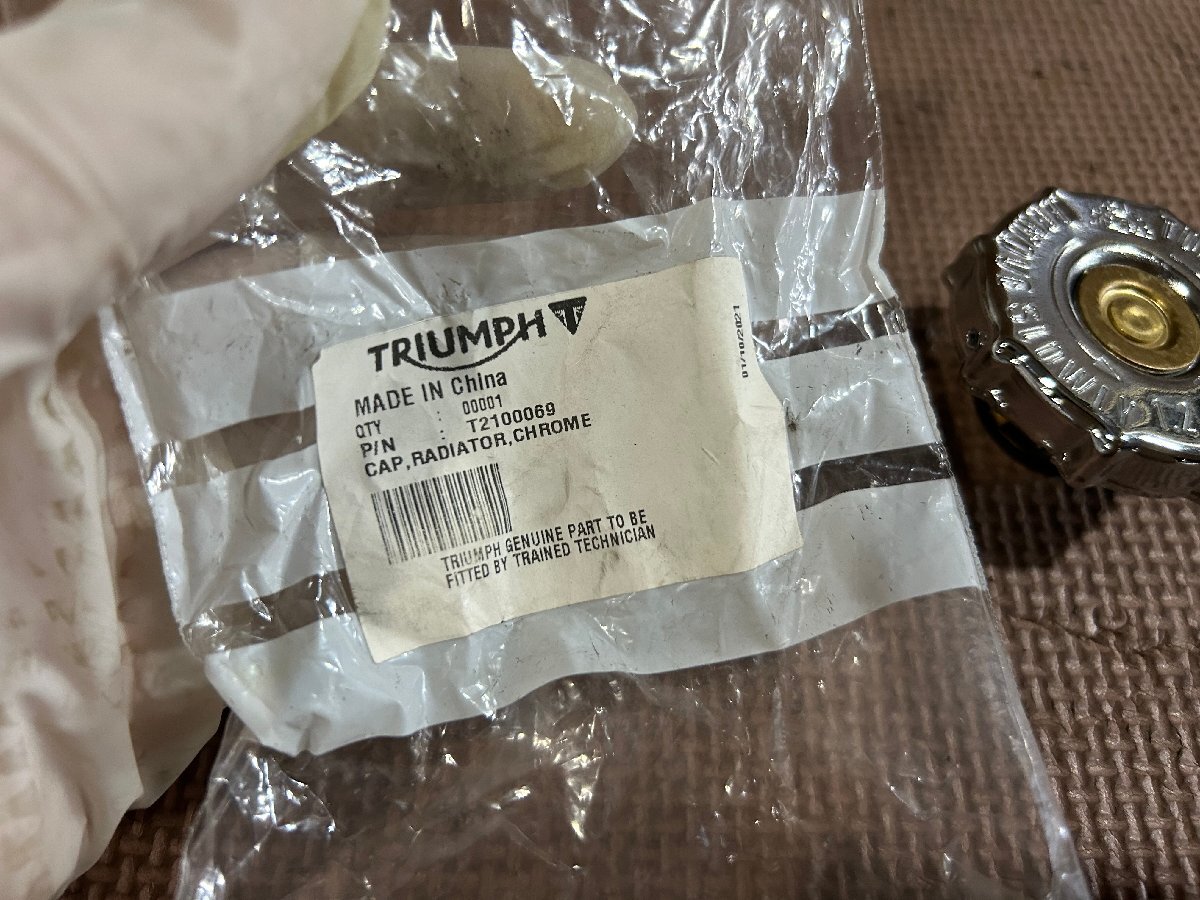 TRIUMPH
MADE IN China
QTY : 00001
P/N : T2100069
CAP,RADIATOR,CHROME
TRIUMPH GENUINE PART TO BE
FITTED BY TRAINED TECHNICIAN
01/10/2021